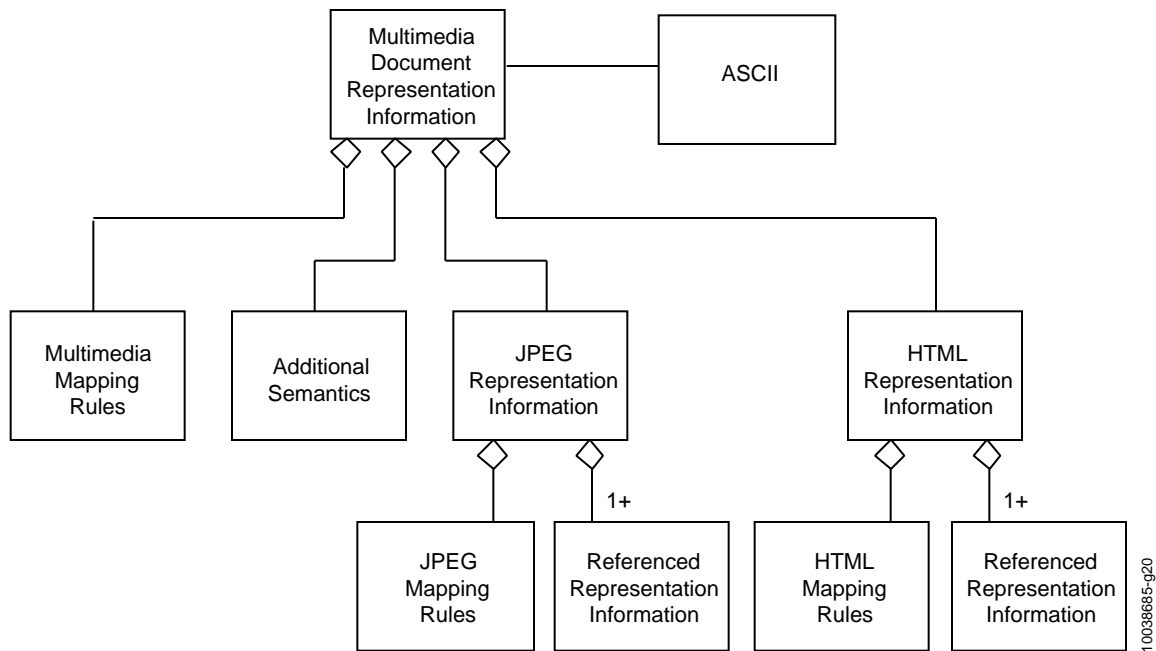 Multimedia
Document
Representation
Information
ASCII
Multimedia
Mapping
Rules
Additional
Semantics
JPEG
Representation
Information
HTML
Representation
Information
1+
1+
JPEG
Mapping
Rules
Referenced
Representation
Information
HTML
Mapping
Rules
Referenced
Representation
Information
10038685-g20